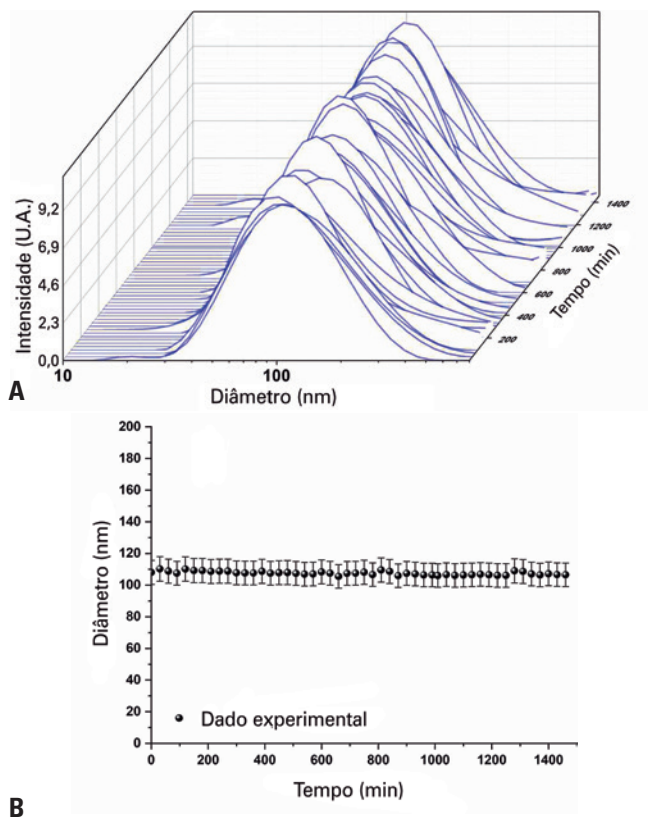 Intensidade (U.A.)
9,2
6,9
4,6
2,3
0,0
10
100
Diâmetro (nm)
200
400
600
800
1000
1200
1400
Tempo (min)
A
Diâmetro (nm)
200
180
160
140
120
100
80
60
40
20
0
Dado experimental
0 200 400 600 800 1000 1200 1400
Tempo (min)
B